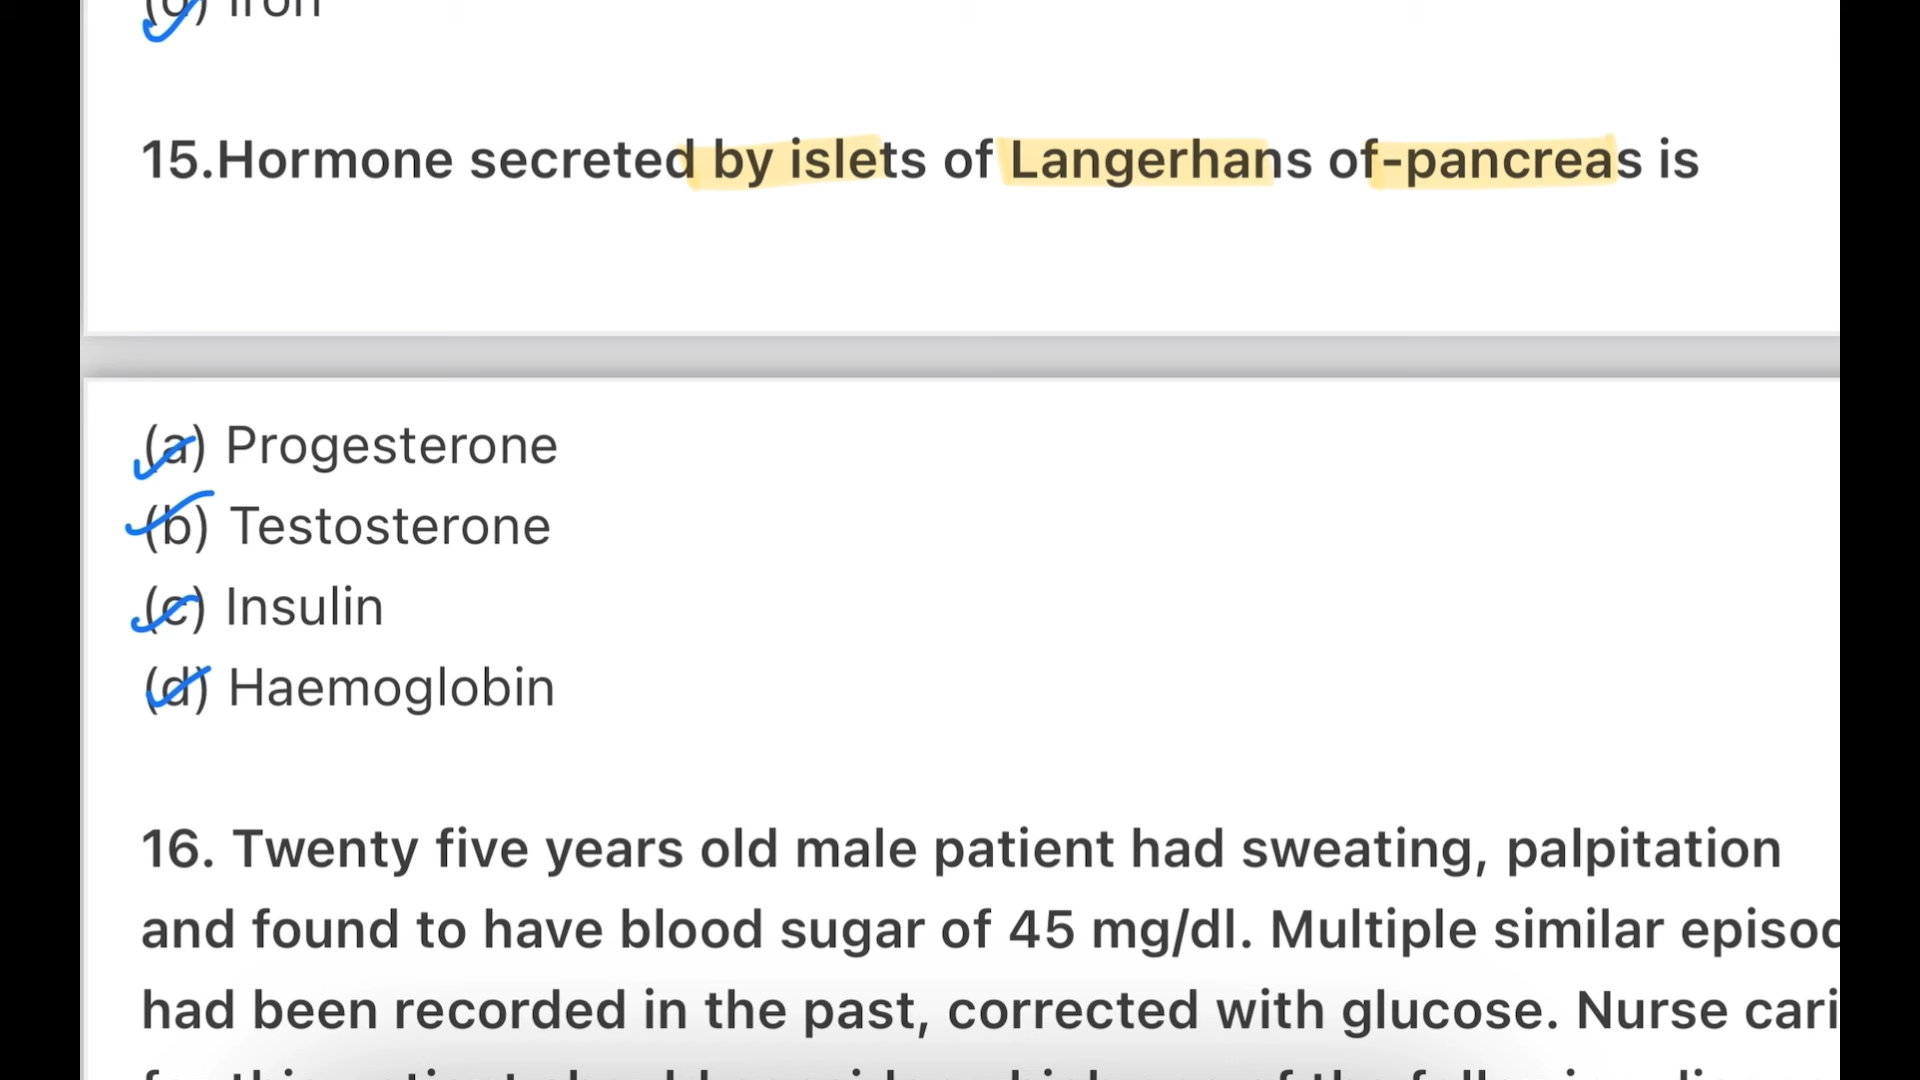 Iron
15.Hormone secreted by islets of Langerhans of-pancreas is
(a) Progesterone
(b) Testosterone
(c) Insulin
(d) Haemoglobin
16. Twenty five years old male patient had sweating, palpitation
and found to have blood sugar of 45 mg/dl. Multiple similar
had been recorded in the past, corrected with glucose. Nurse